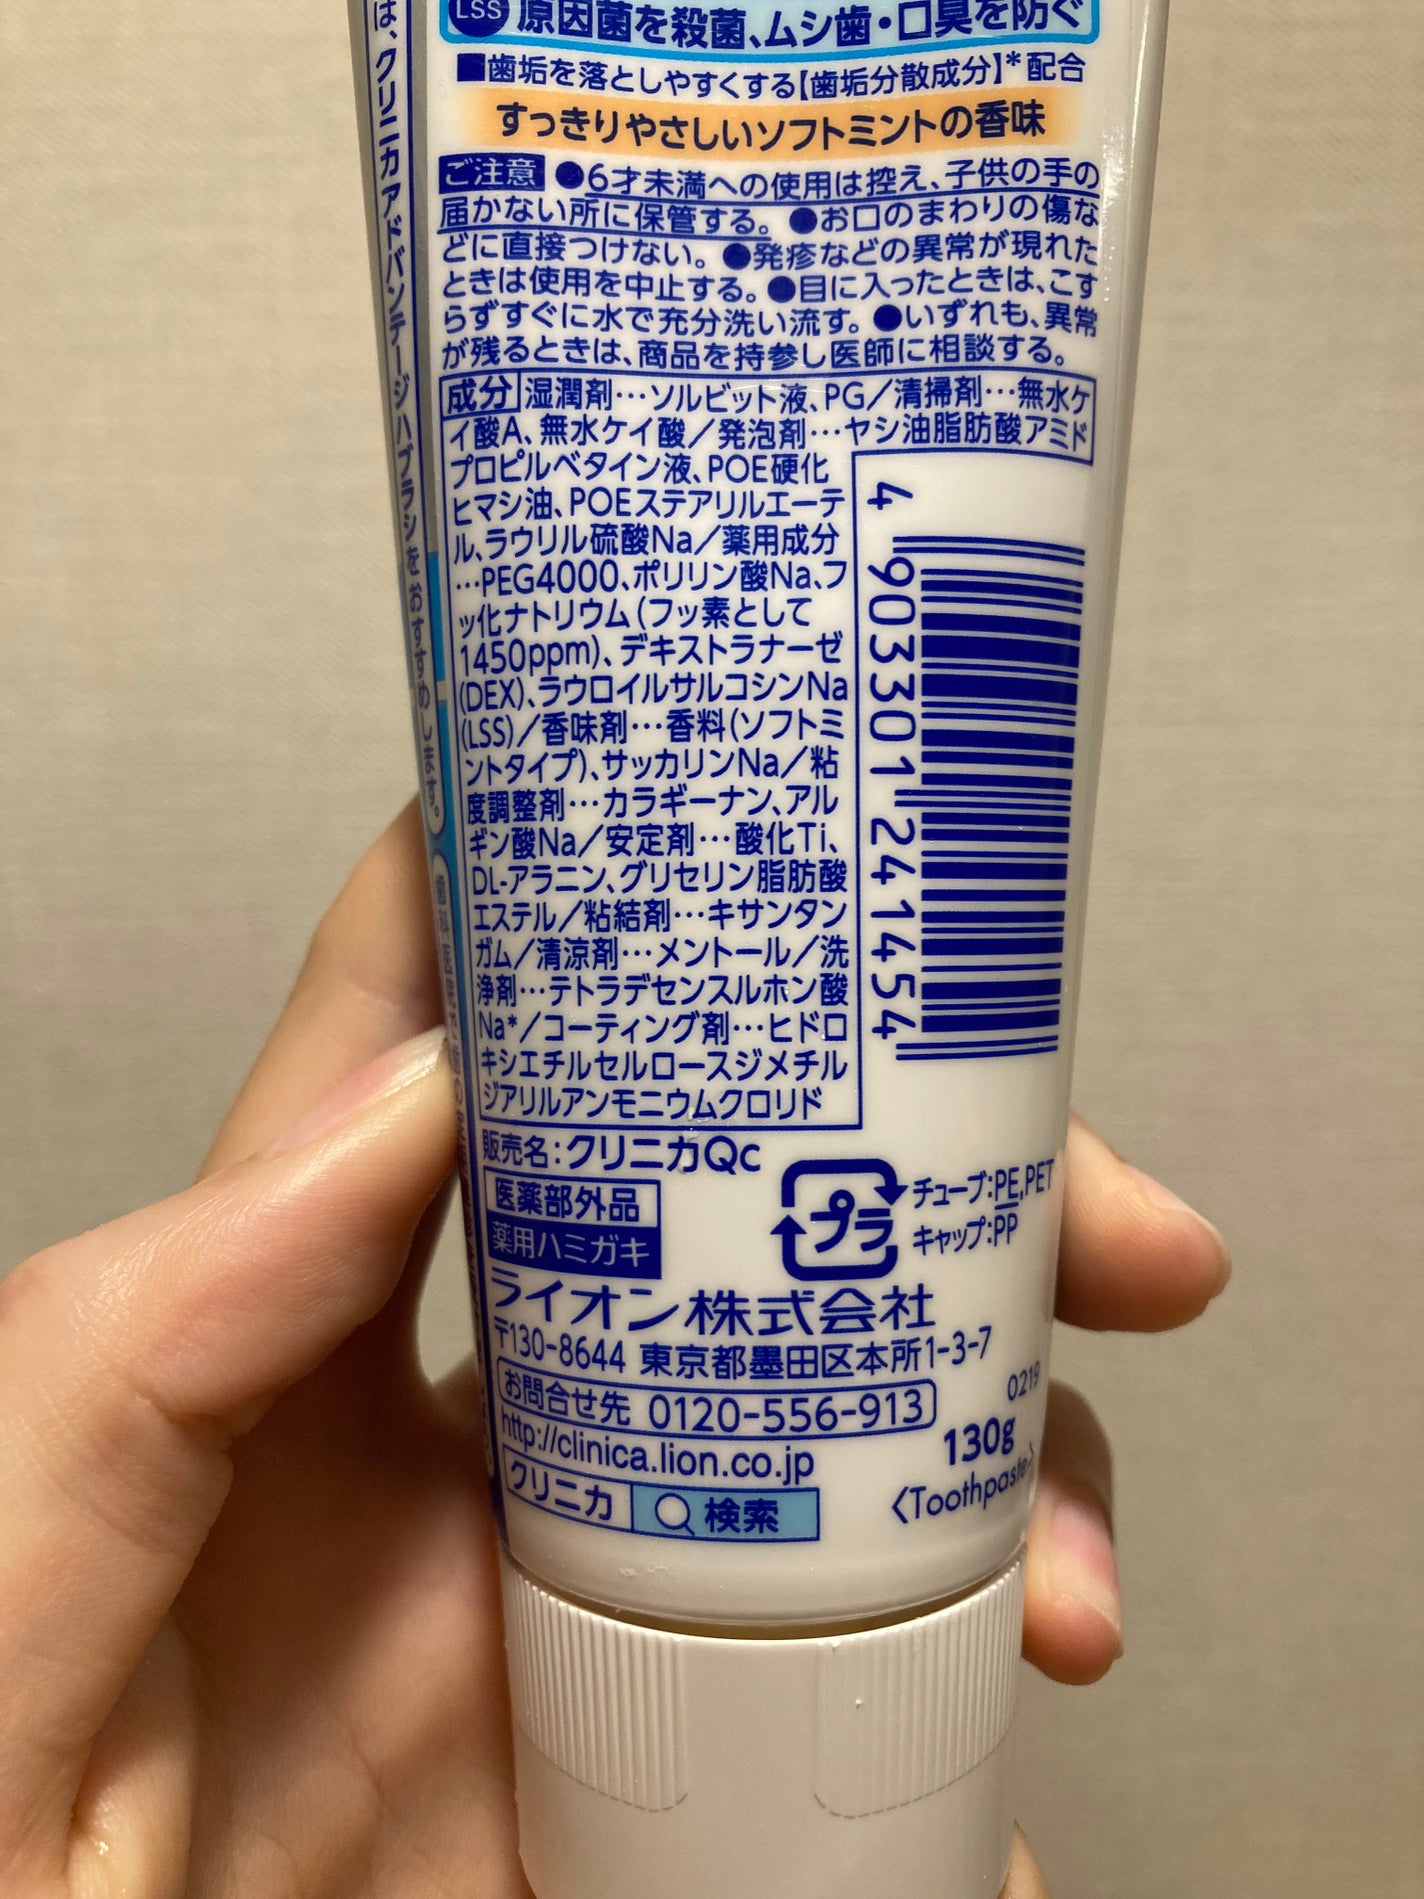 LSS 原因菌を殺菌、ムシ歯・口臭を防ぐ
■歯垢を落としやすくする【歯垢分散成分】*配合
すっきりやさしいソフトミントの香味
ご注意 ●6才未満への使用は控え、子供の手の
届かない所に保管する。●お口のまわりの傷な
どに直接つけない。●発疹などの異常が現れた
ときは使用を中止する。●目に入ったときは、こす
らずすぐに水で充分洗い流す。●いずれも、異常
が残るときは、商品を持参し医師に相談する。
成分 湿潤剤…ソルビット液、PG／清掃剤…無水ケ
イ酸A、無水ケイ酸／発泡剤…ヤシ油脂肪酸アミド
プロピルベタイン液、POE硬化
ヒマシ油、POEステアリルエーテ
ル、ラウリル硫酸Na／薬用成分
…PEG4000、ポリリン酸Na、フ
ッ化ナトリウム（フッ素として
1450ppm）、デキストラナーゼ
(DEX)、ラウロイルサルコシンNa
(LSS)／香味剤…香料（ソフトミ
ントタイプ）、サッカリンNa／粘
度調整剤…カラギーナン、アル
ギン酸Na／安定剤…酸化Ti、
DL-アラニン、グリセリン脂肪酸
エステル／粘結剤…キサンタン
ガム／清涼剤…メントール／洗
浄剤…テトラデセンスルホン酸
Na*／コーティング剤…ヒドロ
キシエチルセルロースジメチル
ジアリルアンモニウムクロリド
4 903301 241454
販売名：クリニカQc
医薬部外品
薬用ハミガキ
プラ
チューブ：PE,PET
キャップ：PP
ライオン株式会社
〒130-8644 東京都墨田区本所1-3-7
お問合せ先 0120-556-913
http://clinica.lion.co.jp
クリニカ 検索
0219
130g
〈Toothpaste〉
は、クリニカアドバンテージハブラシをおすすめします。